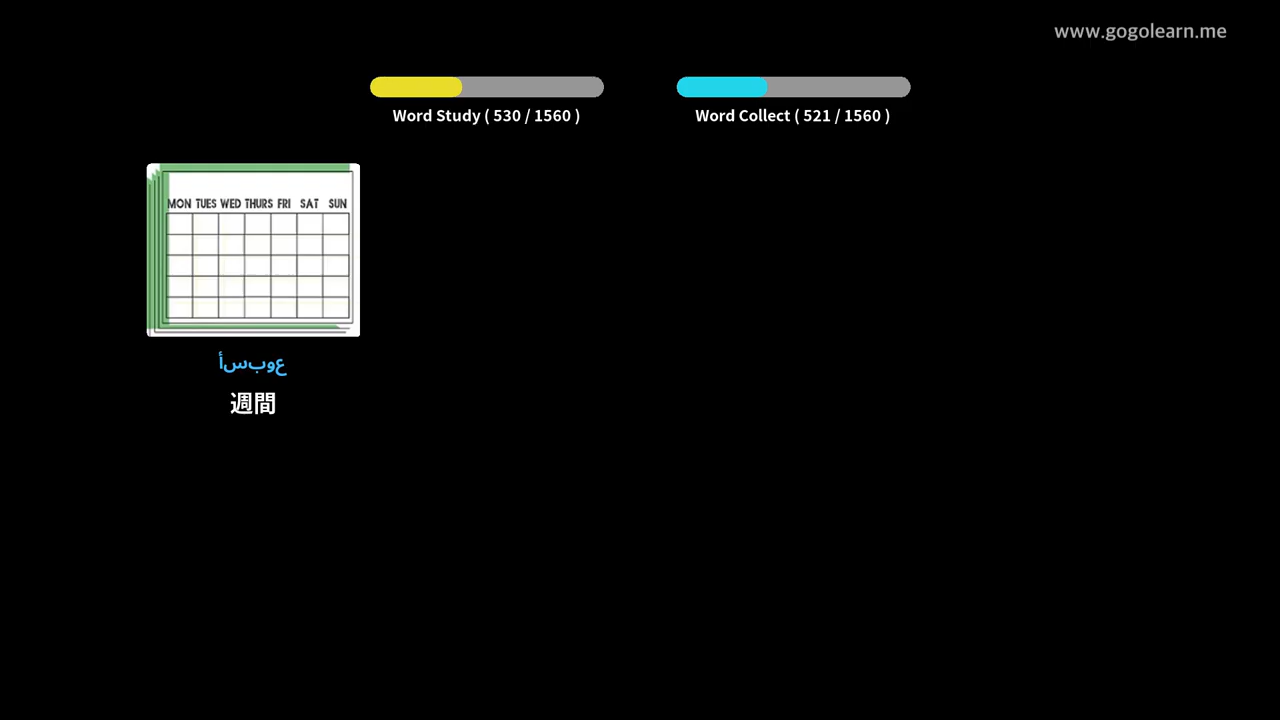 www.gogolearn.me
Word Study ( 530 / 1560 )
Word Collect ( 521 / 1560 )
MON TUES WED THURS FRI SAT SUN
عوبسأ
週間